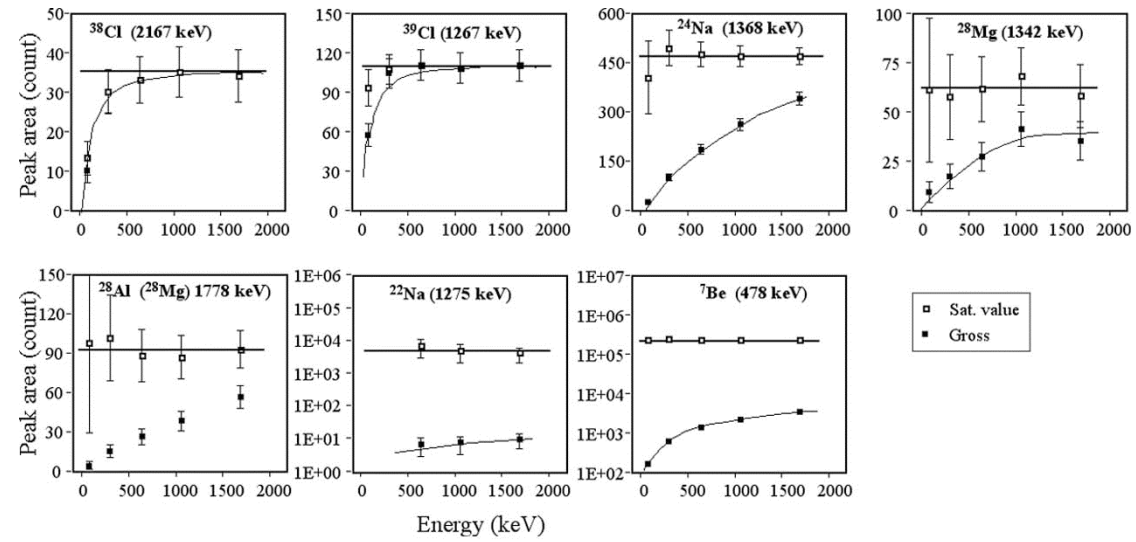 ³⁸Cl (2167 keV)
50
40
30
20
10
0
0 500 1000 1500 2000
Peak area (count)
³⁹Cl (1267 keV)
150
120
90
60
30
0
0 500 1000 1500 2000
²⁴Na (1368 keV)
600
450
300
150
0
0 500 1000 1500 2000
²⁸Mg (1342 keV)
100
75
50
25
0
0 500 1000 1500 2000
²⁸Al (²⁸Mg) 1778 keV)
150
120
90
60
30
0
0 500 1000 1500 2000
Peak area (count)
²²Na (1275 keV)
1E+06
1E+05
1E+04
1E+03
1E+02
1E+01
1E+00
0 500 1000 1500 2000
⁷Be (478 keV)
1E+07
1E+06
1E+05
1E+04
1E+03
1E+02
0 500 1000 1500 2000
Sat. value
Gross
Energy (keV)